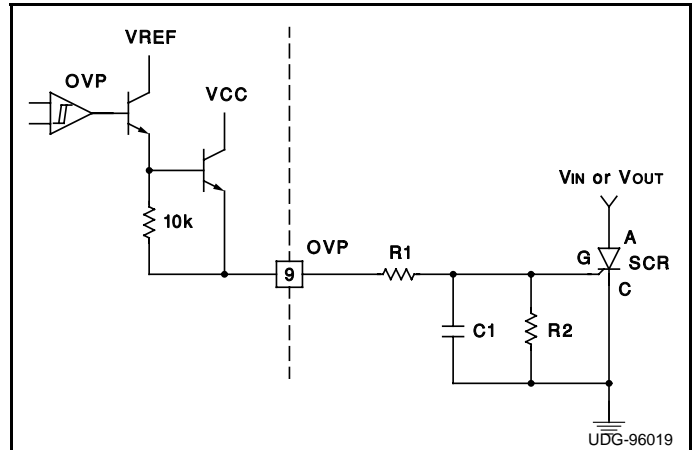 VREF
OVP
VCC
10k
9
OVP
R1
C1
R2
VIN or VOUT
A
G
SCR
C
UDG-96019